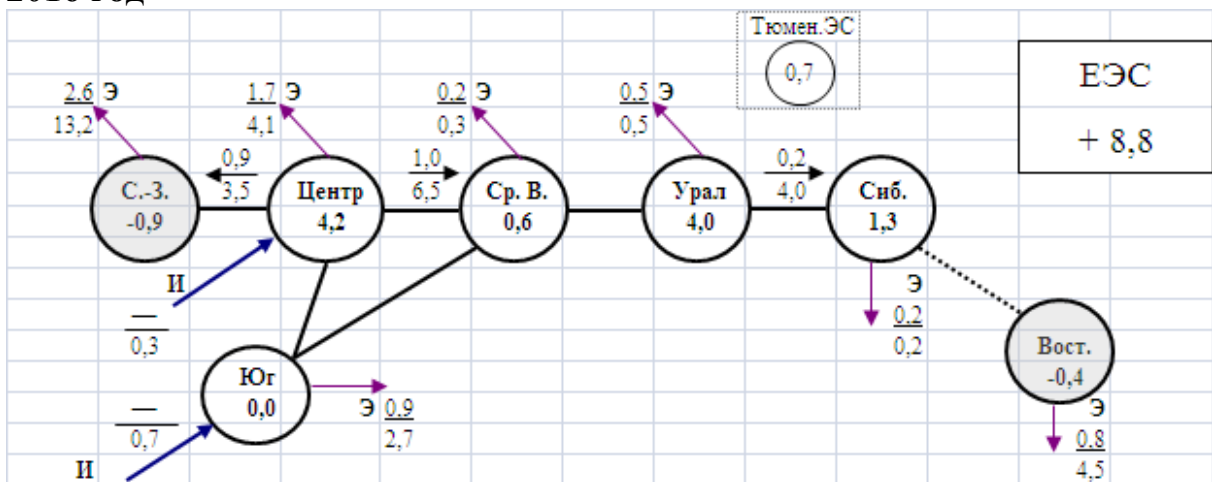 Тюмен.ЭС
0,7
ЕЭС
+ 8,8
2.6 Э
13,2
1.7 Э
4,1
0.2 Э
0,3
0.5 Э
0,5
0,9
3,5
1,0
6,5
0,2
4,0
С.-З.
-0,9
Центр
4,2
Ср. В.
0,6
Урал
4,0
Сиб.
1,3
И
—
0,3
Э
0.2
0,2
Вост.
-0,4
Юг
0,0
Э 0.9
2,7
—
0,7
И
Э
0.8
4,5